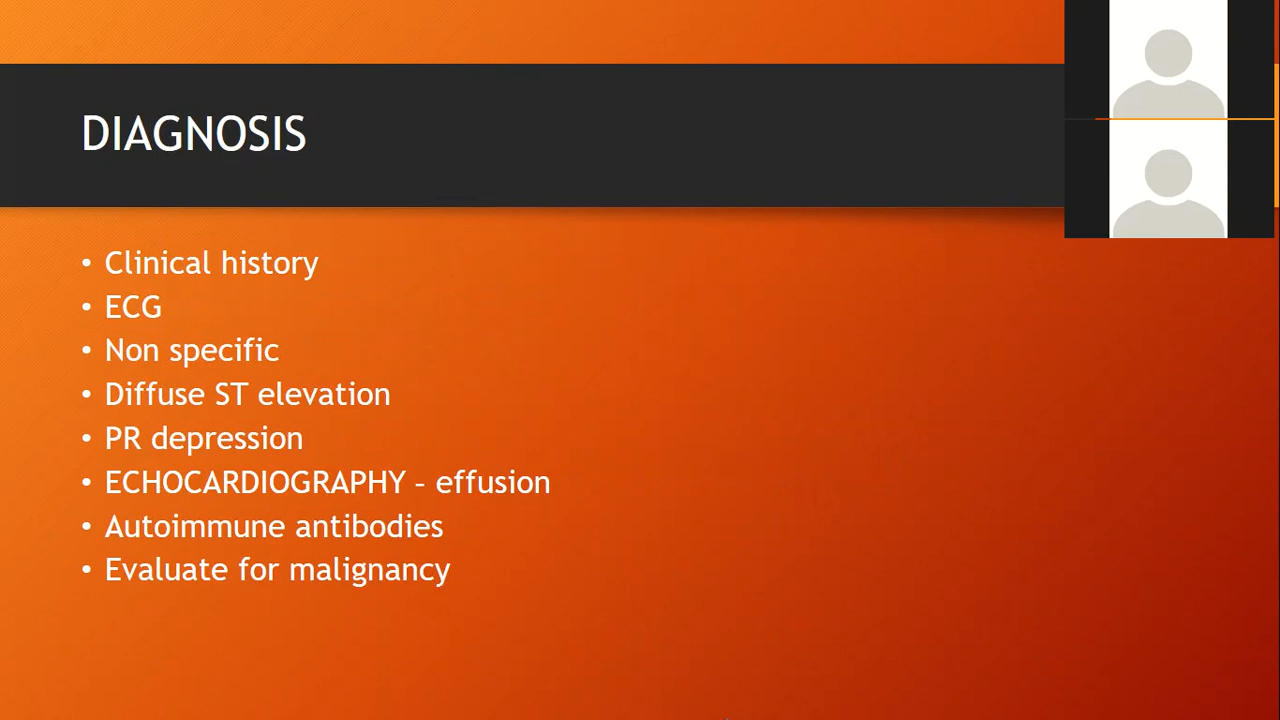 DIAGNOSIS
• Clinical history
• ECG
• Non specific
• Diffuse ST elevation
• PR depression
• ECHOCARDIOGRAPHY – effusion
• Autoimmune antibodies
• Evaluate for malignancy